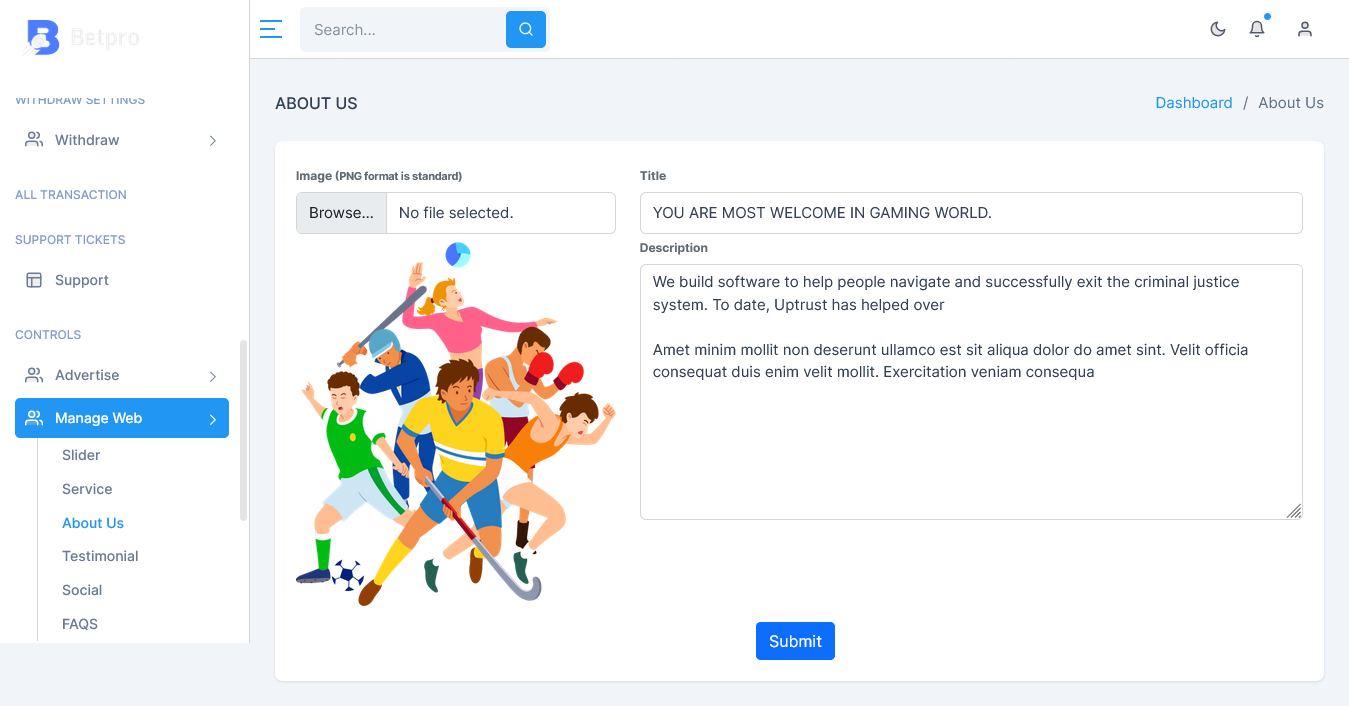 Betpro
Search...
WITHDRAW SETTINGS
Withdraw
ALL TRANSACTION
SUPPORT TICKETS
Support
CONTROLS
Advertise
Manage Web
Slider
Service
About Us
Testimonial
Social
FAQS
ABOUT US
Dashboard / About Us
Image (PNG format is standard)
Browse... No file selected.
Title
YOU ARE MOST WELCOME IN GAMING WORLD.
Description
We build software to help people navigate and successfully exit the criminal justice
system. To date, Uptrust has helped over
Amet minim mollit non deserunt ullamco est sit aliqua dolor do amet sint. Velit officia
consequat duis enim velit mollit. Exercitation veniam consequa
Submit